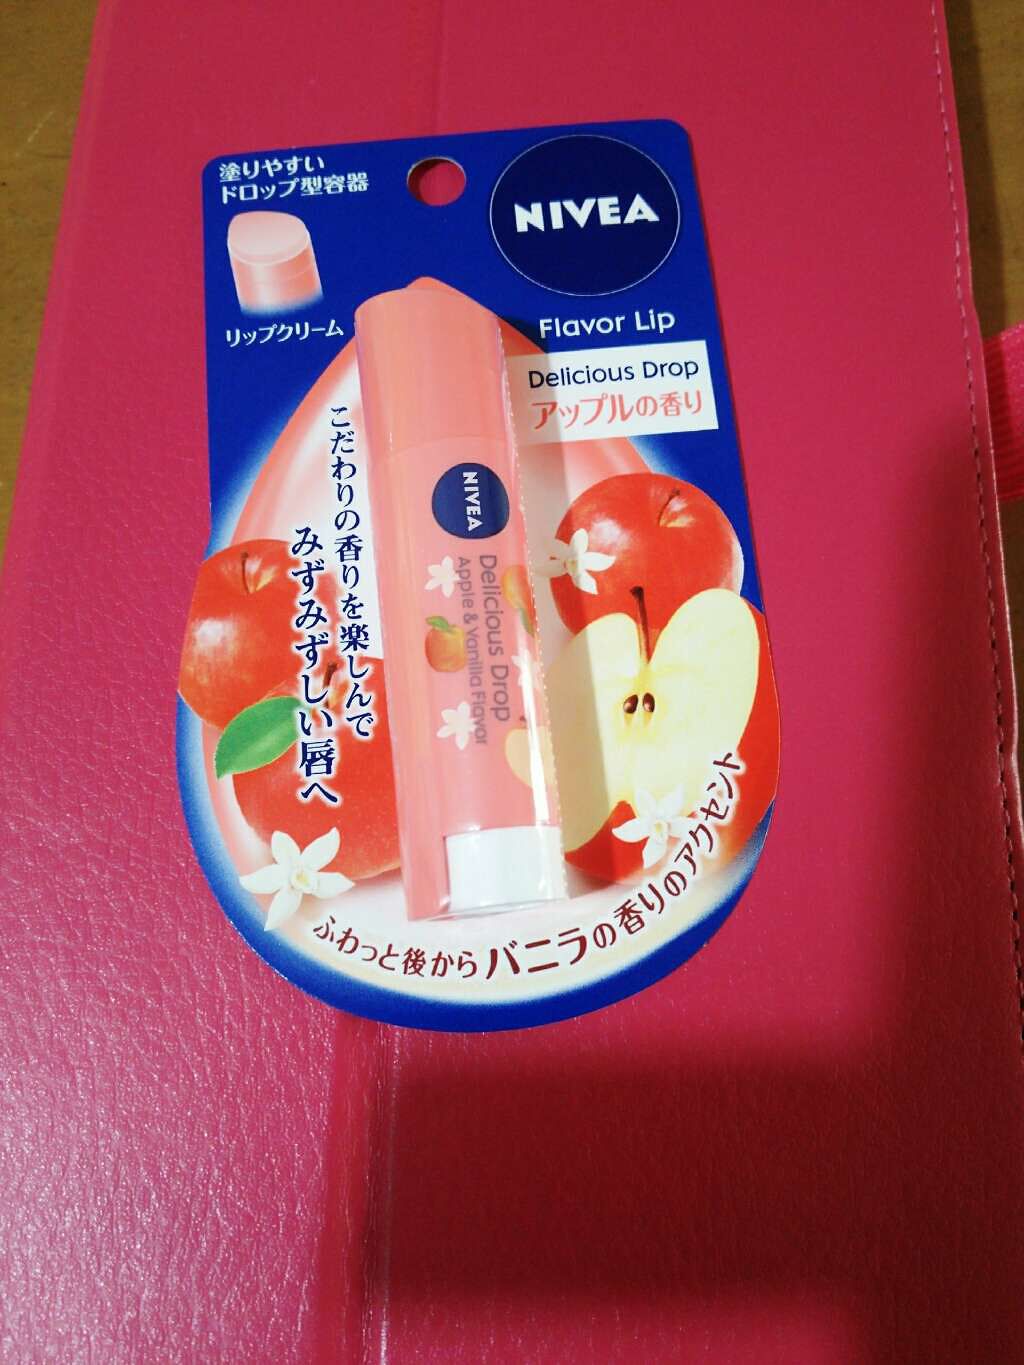 塗りやすい
ドロップ型容器
リップクリーム
NIVEA
Flavor Lip
Delicious Drop
アップルの香り
こだわりの香りを楽しんで
みずみずしい唇へ
NIVEA
Delicious Drop
Apple & Vanilla Flavor
ふわっと後からバニラの香りのアクセント